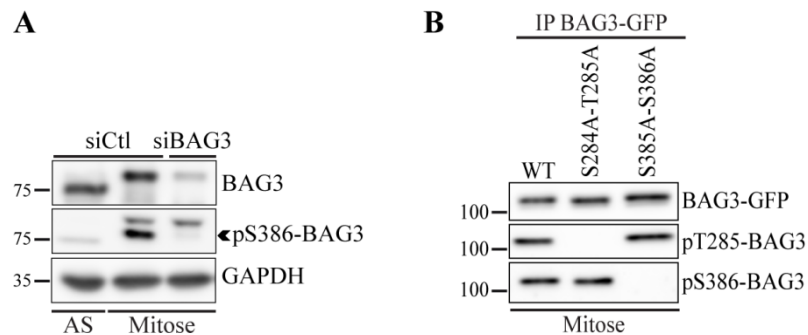 A
siCtl siBAG3
75 BAG3
75 pS386-BAG3
35 GAPDH
AS Mitose
B
IP BAG3-GFP
WT S284A-T285A S385A-S386A
100 BAG3-GFP
100 pT285-BAG3
100 pS386-BAG3
Mitose